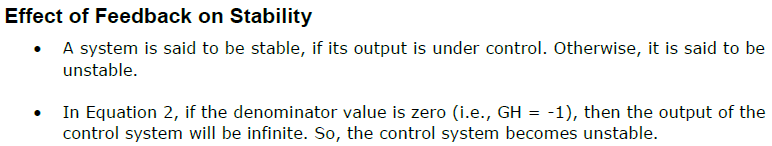 Effect of Feedback on Stability
• A system is said to be stable, if its output is under control. Otherwise, it is said to be
unstable.
• In Equation 2, if the denominator value is zero (i.e., GH = -1), then the output of the
control system will be infinite. So, the control system becomes unstable.